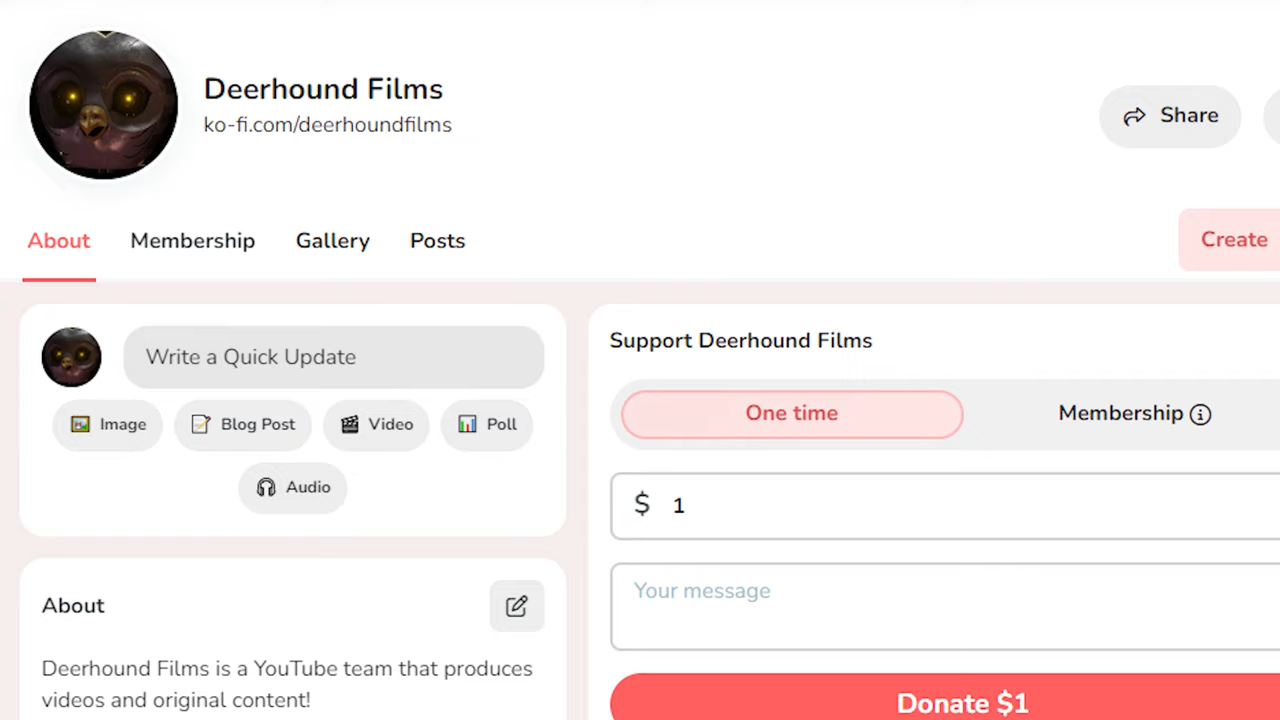 Deerhound Films
ko-fi.com/deerhoundfilms
Share
About Membership Gallery Posts
Create
Write a Quick Update
Image Blog Post Video Poll
Audio
About
Deerhound Films is a YouTube team that produces
videos and original content!
Support Deerhound Films
One time Membership
$ 1
Your message
Donate $1